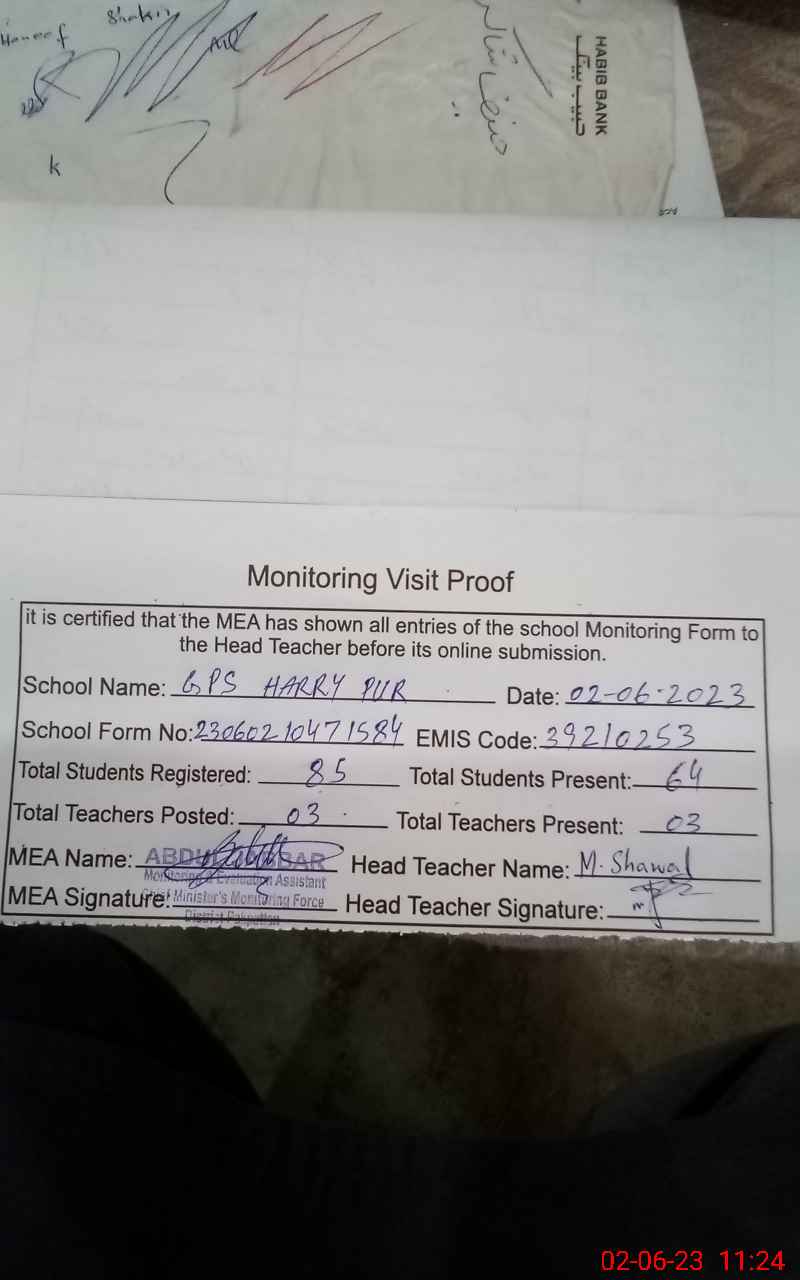 Haneef
Shakir
HABIB BANK
حبیب بینک
k
Monitoring Visit Proof
it is certified that the MEA has shown all entries of the school Monitoring Form to
the Head Teacher before its online submission.
School Name: GPS HARRY PUR Date: 02-06-2023
School Form No: 23060210471584 EMIS Code: 39210253
Total Students Registered: 85 Total Students Present: 64
Total Teachers Posted: 03 Total Teachers Present: 03
MEA Name: Head Teacher Name: M. Shawal
Monitoring & Evaluation Assistant
MEA Signature: Chief Minister's Monitoring Force Head Teacher Signature:
District Pakpattan
02-06-23 11:24